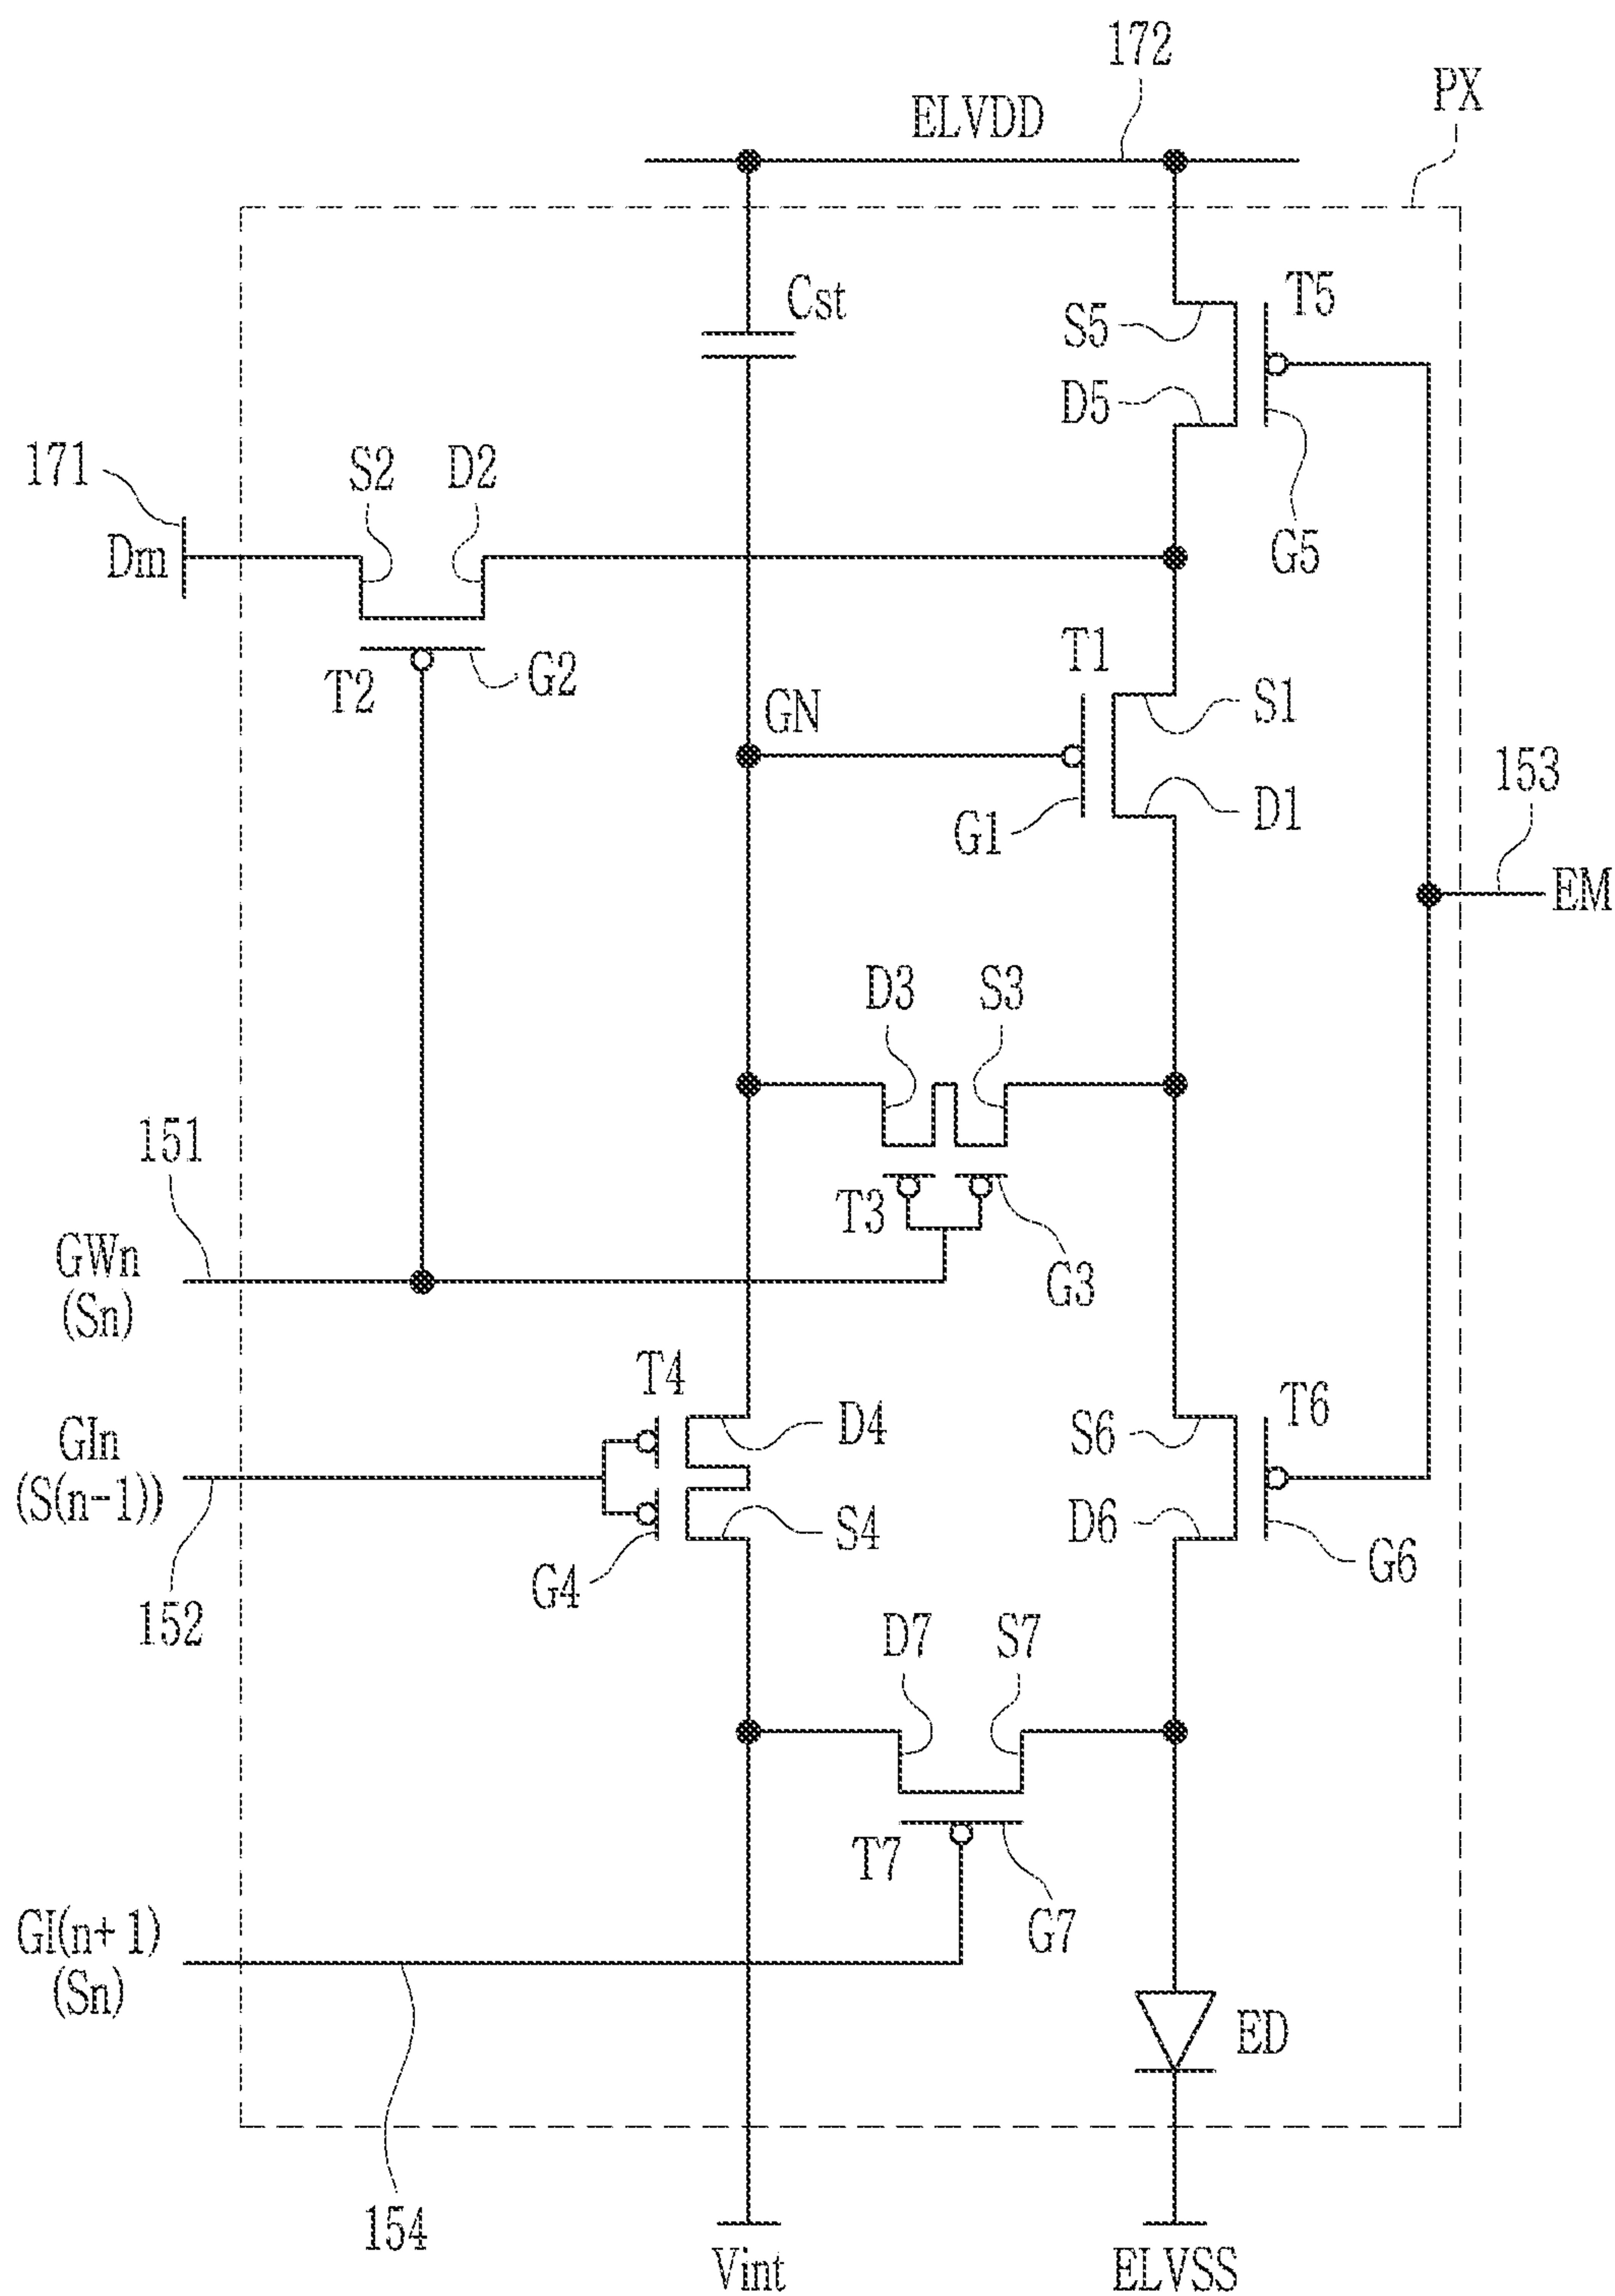 172
PX
ELVDD
Cst
T5
S5
D5
171
S2
D2
G5
Dm
T1
G2
T2
S1
GN
153
D1
G1
EM
D3
S3
151
T3
GWn
G3
(Sn)
T4
T6
D4
S6
GIn
(S(n-1))
S4
D6
G4
G6
152
D7
S7
T7
GI(n+1)
G7
(Sn)
ED
154
Vint
ELVSS